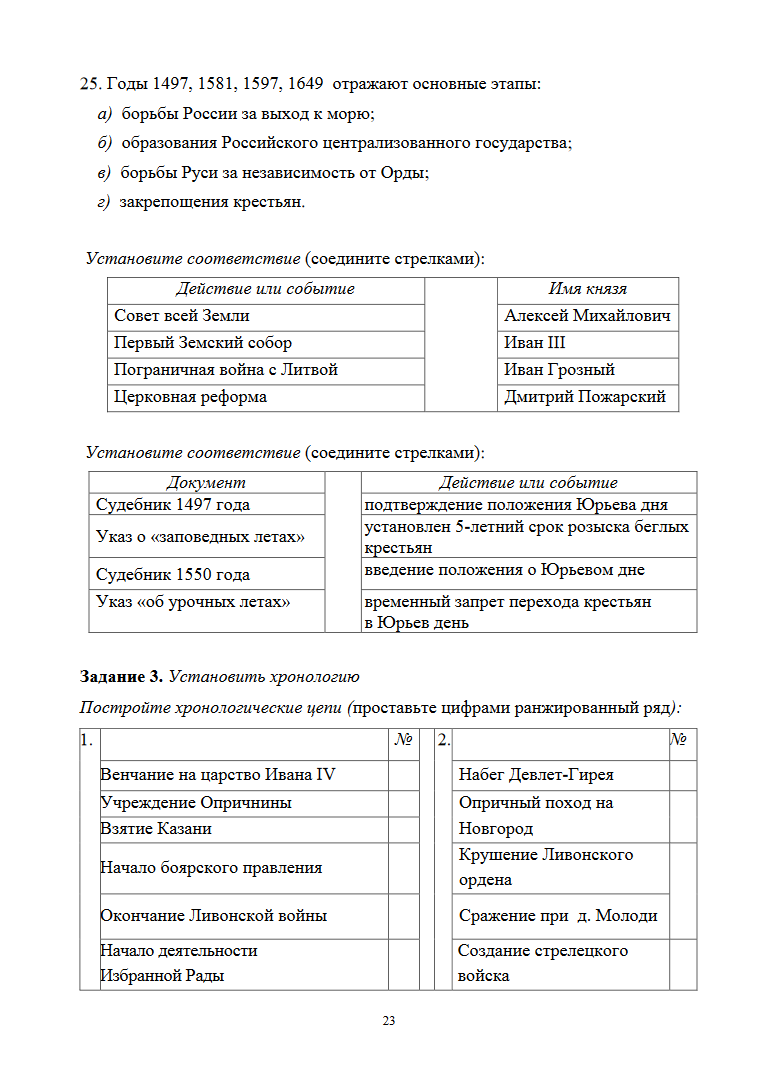 25. Годы 1497, 1581, 1597, 1649 отражают основные этапы:
а) борьбы России за выход к морю;
б) образования Российского централизованного государства;
в) борьбы Руси за независимость от Орды;
г) закрепощения крестьян.
Установите соответствие (соедините стрелками):
Действие или событие Имя князя
Совет всей Земли Алексей Михайлович
Первый Земский собор Иван III
Пограничная война с Литвой Иван Грозный
Церковная реформа Дмитрий Пожарский
Установите соответствие (соедините стрелками):
Документ Действие или событие
Судебник 1497 года подтверждение положения Юрьева дня
Указ о «заповедных летах» установлен 5-летний срок розыска беглых
крестьян
Судебник 1550 года введение положения о Юрьевом дне
Указ «об урочных летах» временный запрет перехода крестьян
в Юрьев день
Задание 3. Установить хронологию
Постройте хронологические цепи (проставьте цифрами ранжированный ряд):
1. № 2. №
Венчание на царство Ивана IV Набег Девлет-Гирея
Учреждение Опричнины Опричный поход на
Взятие Казани Новгород
Начало боярского правления Крушение Ливонского
ордена
Окончание Ливонской войны Сражение при д. Молоди
Начало деятельности Создание стрелецкого
Избранной Рады войска
23